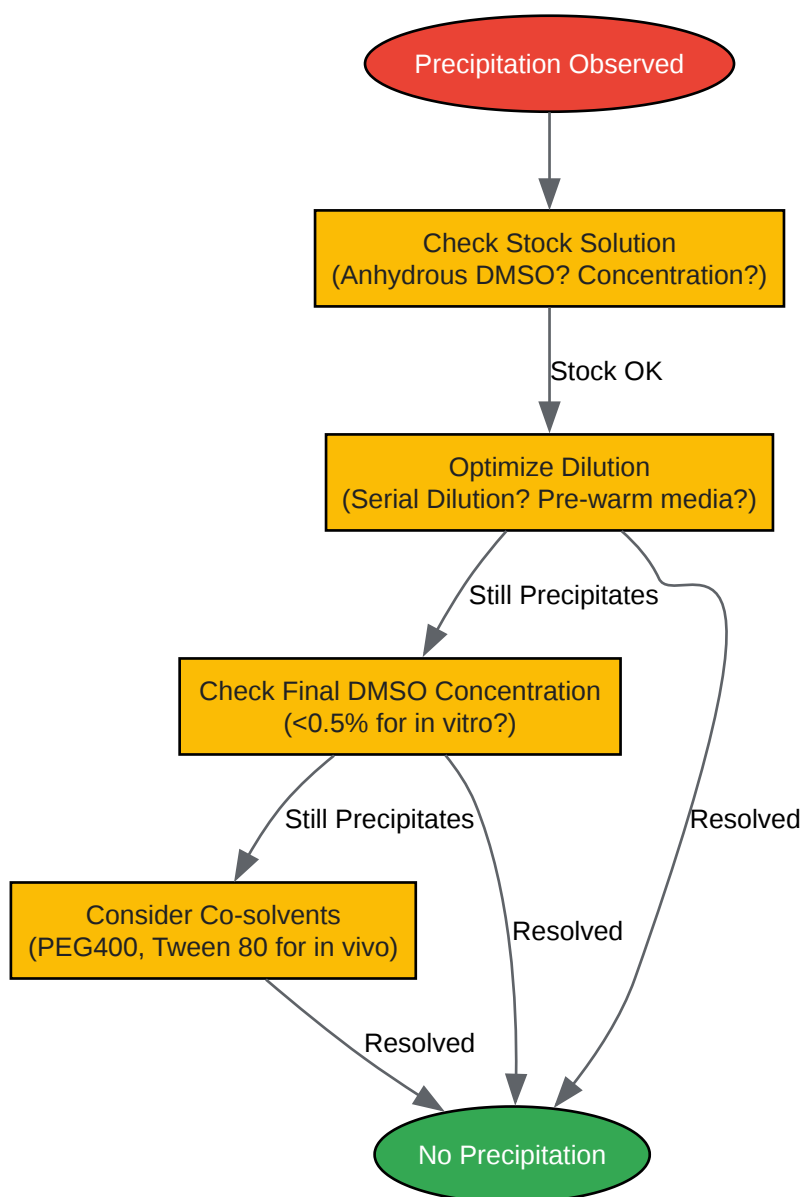 Precipitation Observed
Check Stock Solution
(Anhydrous DMSO? Concentration?)
Stock OK
Optimize Dilution
(Serial Dilution? Pre-warm media?)
Still Precipitates
Check Final DMSO Concentration
(<0.5% for in vitro?)
Still Precipitates
Resolved
Consider Co-solvents
(PEG400, Tween 80 for in vivo)
Resolved
Resolved
No Precipitation